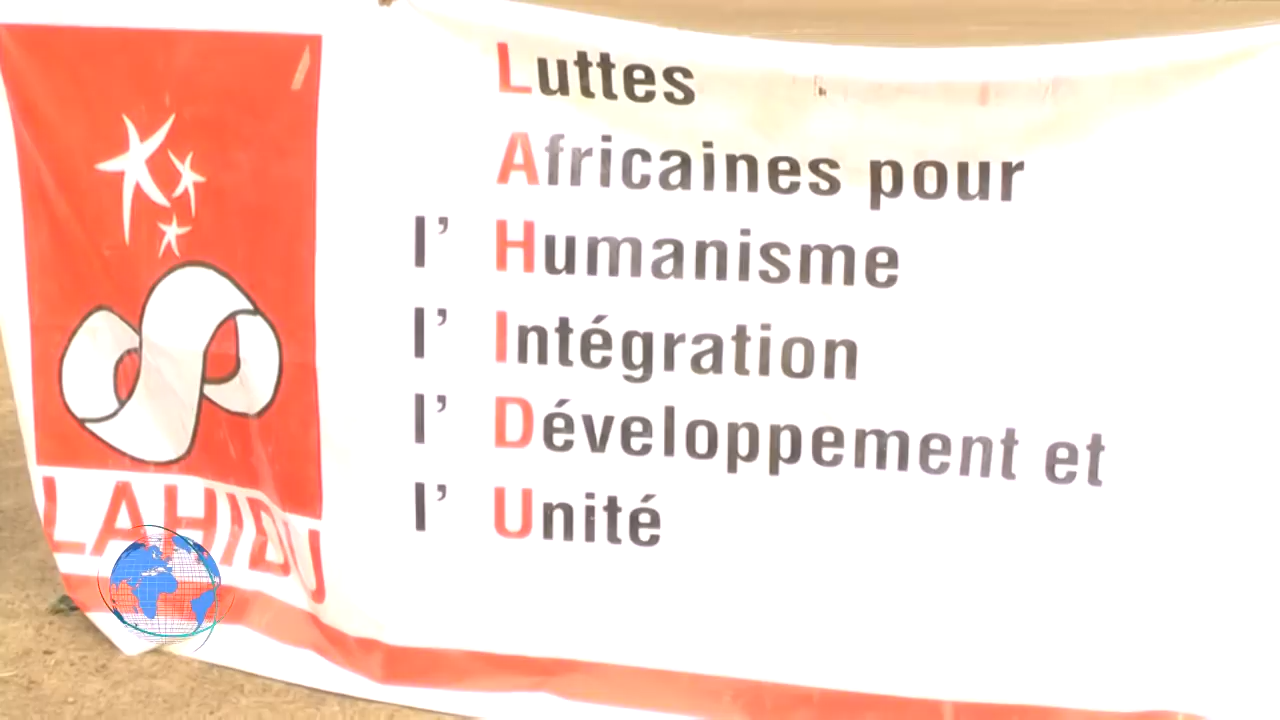 Luttes
Africaines pour
l' Humanisme
l' Intégration
l' Développement et
l' Unité
LAHIDU